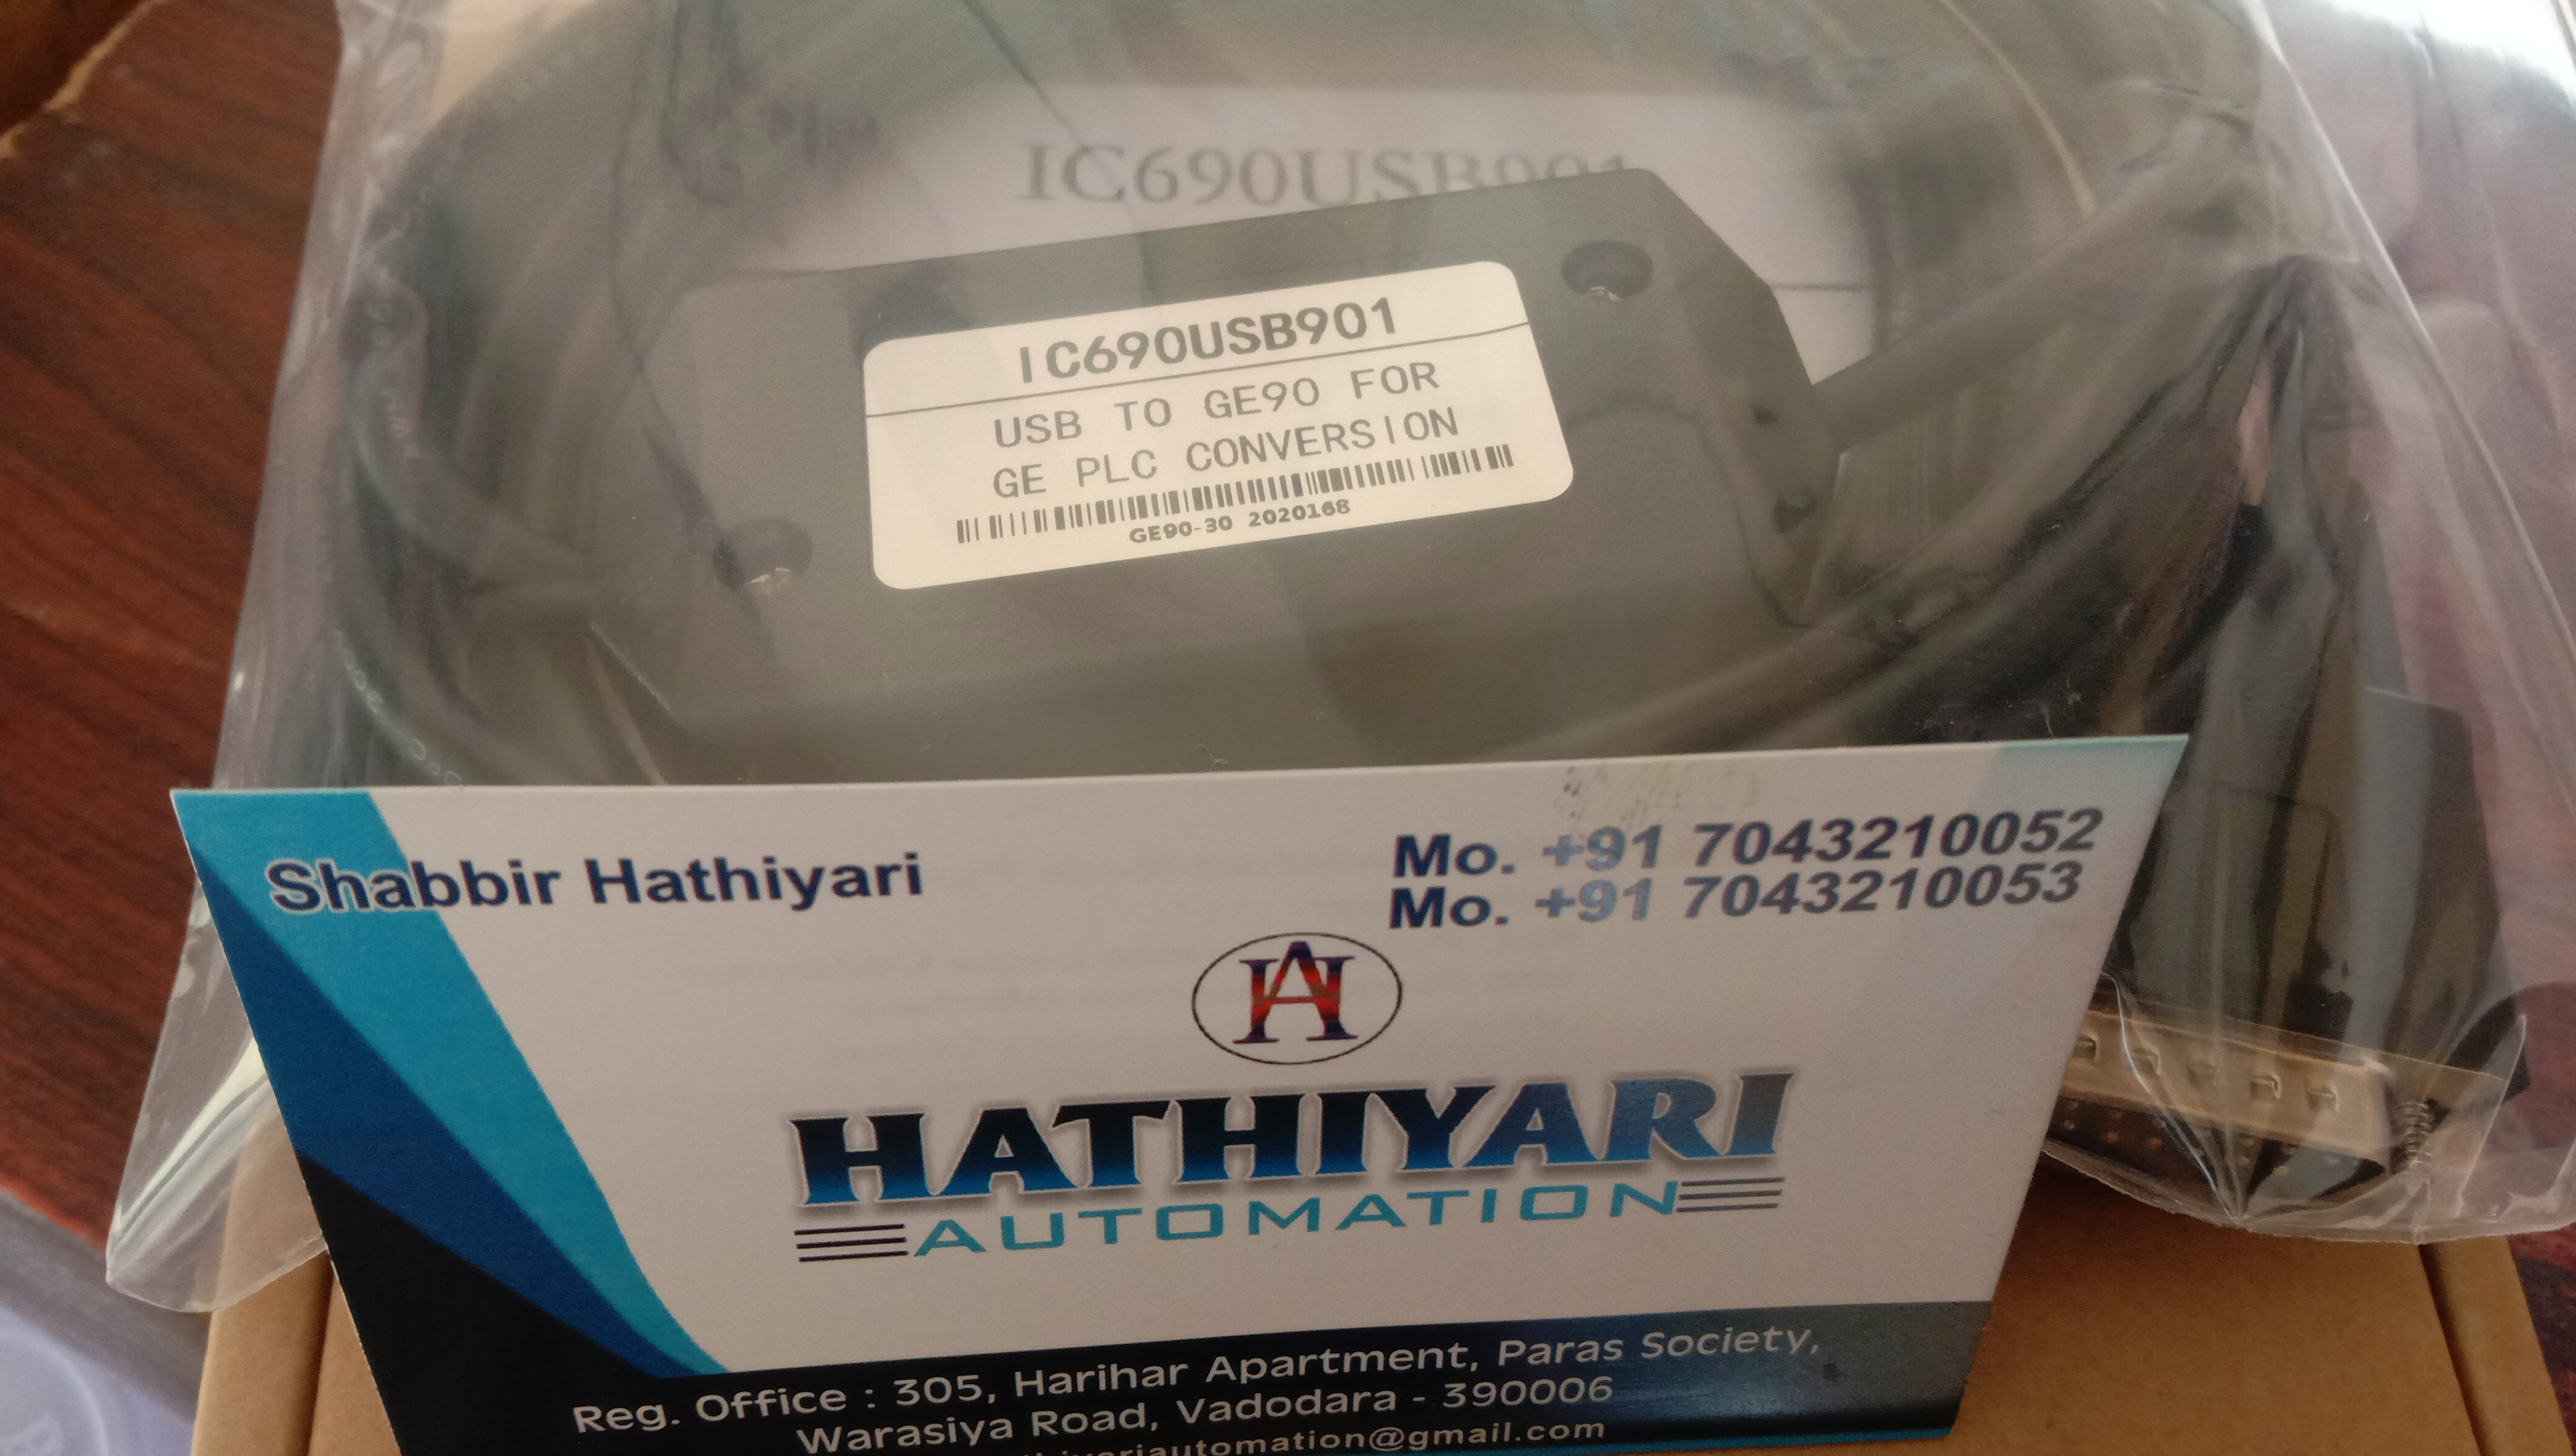 IC690USB901
IC690USB901
USB TO GE90 FOR
GE PLC CONVERSION
GE90-30 2020168
Shabbir Hathiyari
Mo. +91 7043210052
Mo. +91 7043210053
HA
HATHIYARI
AUTOMATION
Reg. Office : 305, Harihar Apartment, Paras Society,
Warasiya Road, Vadodara - 390006